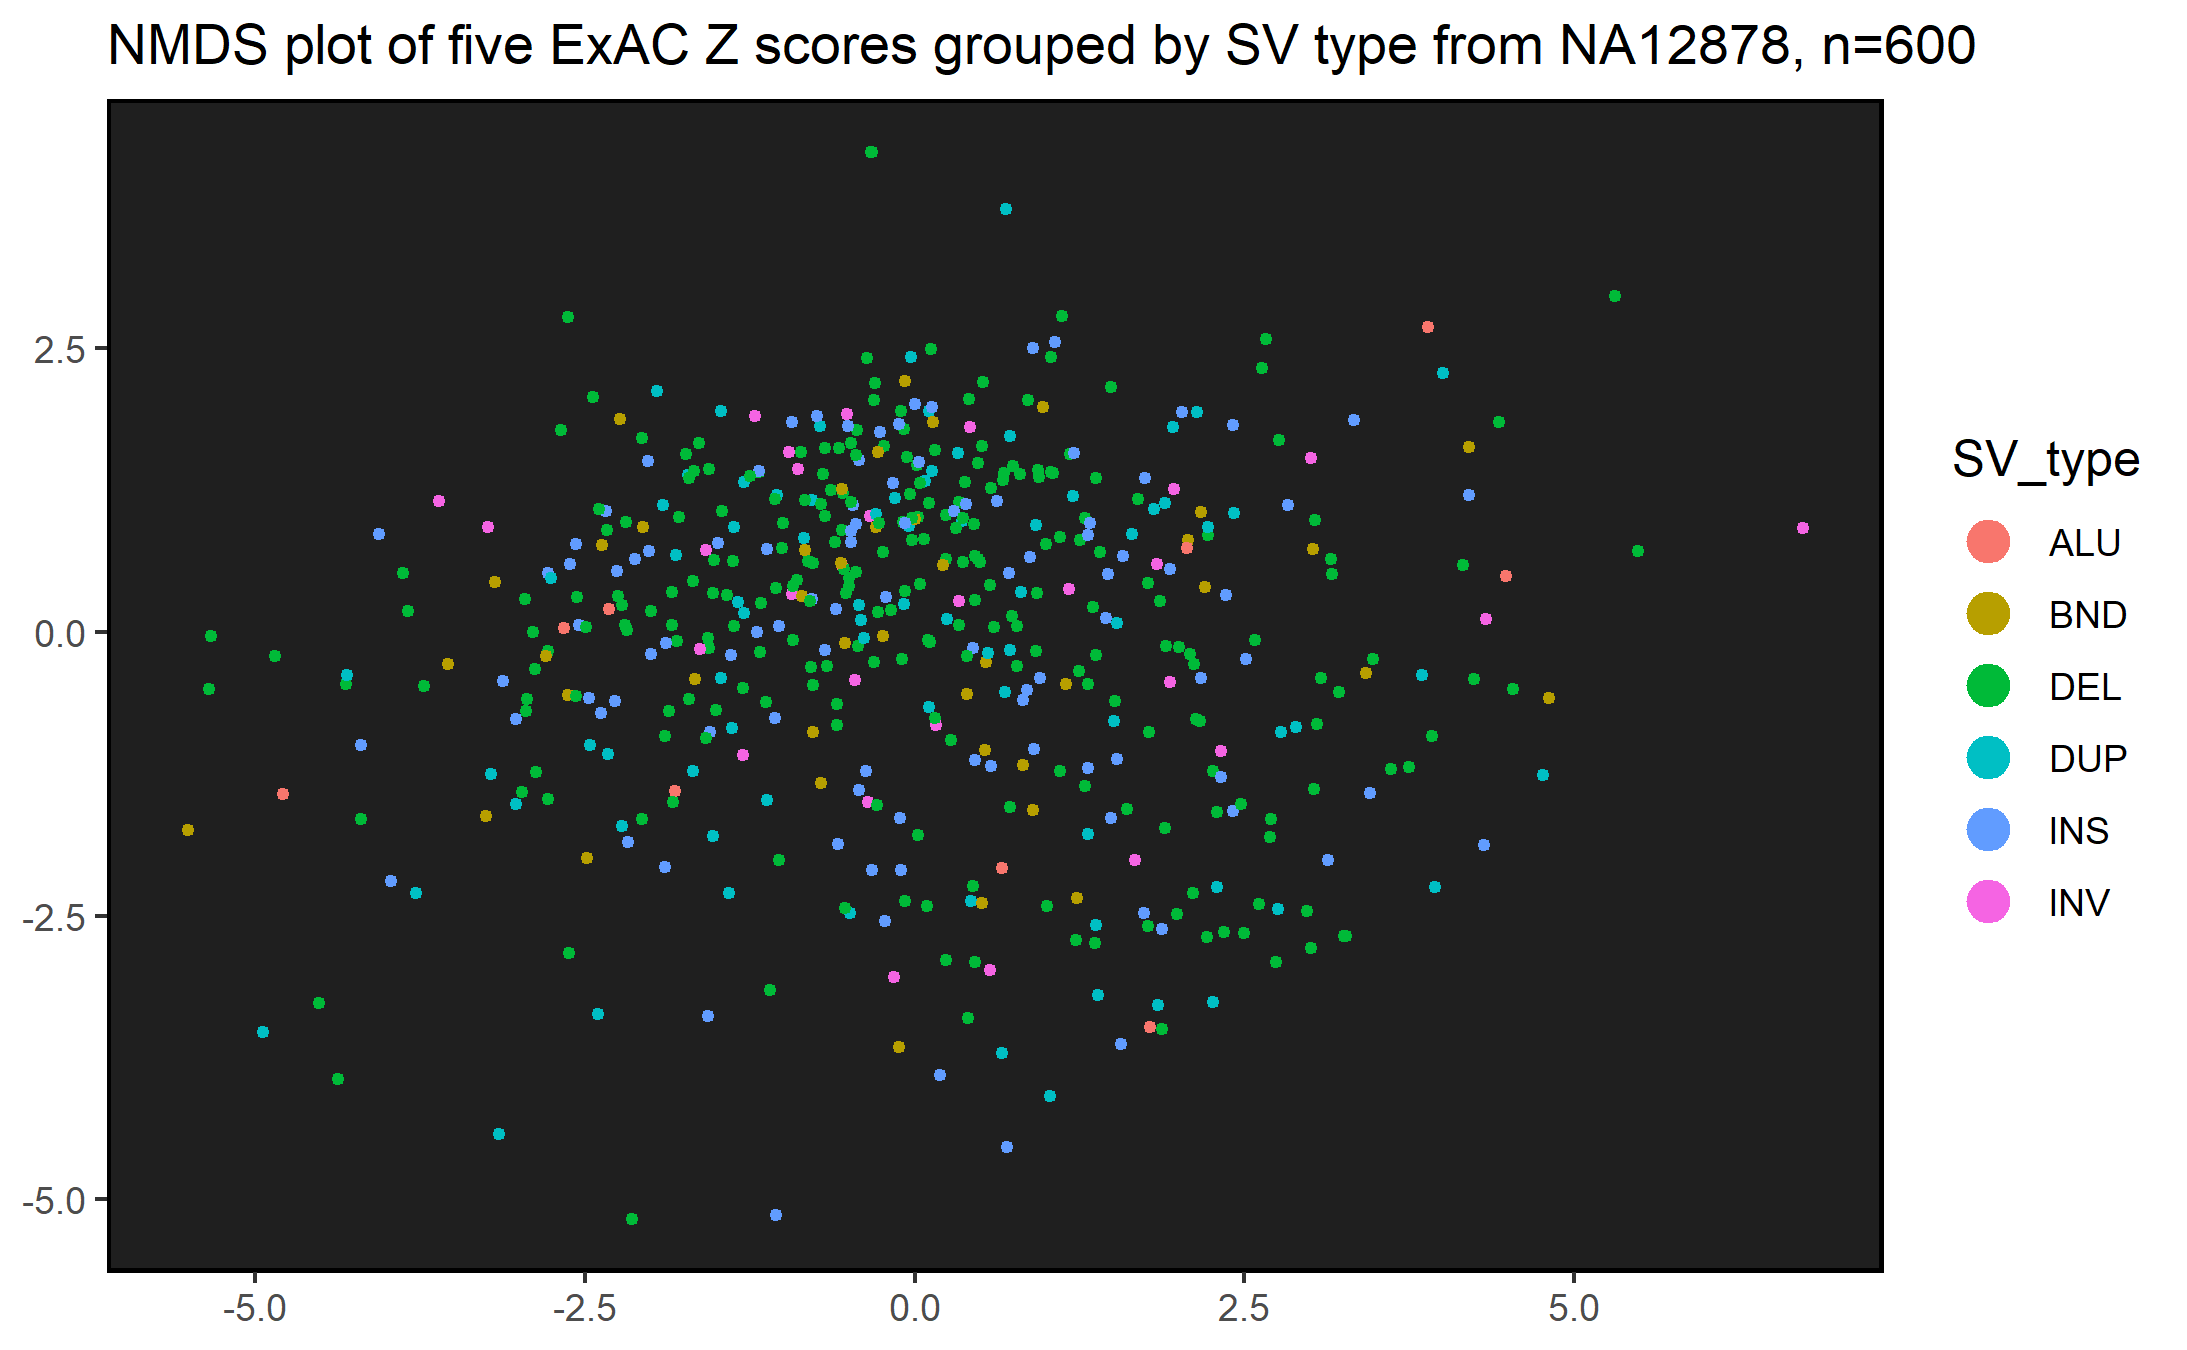 NMDS plot of five ExAC Z scores grouped by SV type from NA12878, n=600
2.5
0.0
-2.5
-5.0
-5.0 -2.5 0.0 2.5 5.0
SV_type
ALU
BND
DEL
DUP
INS
INV